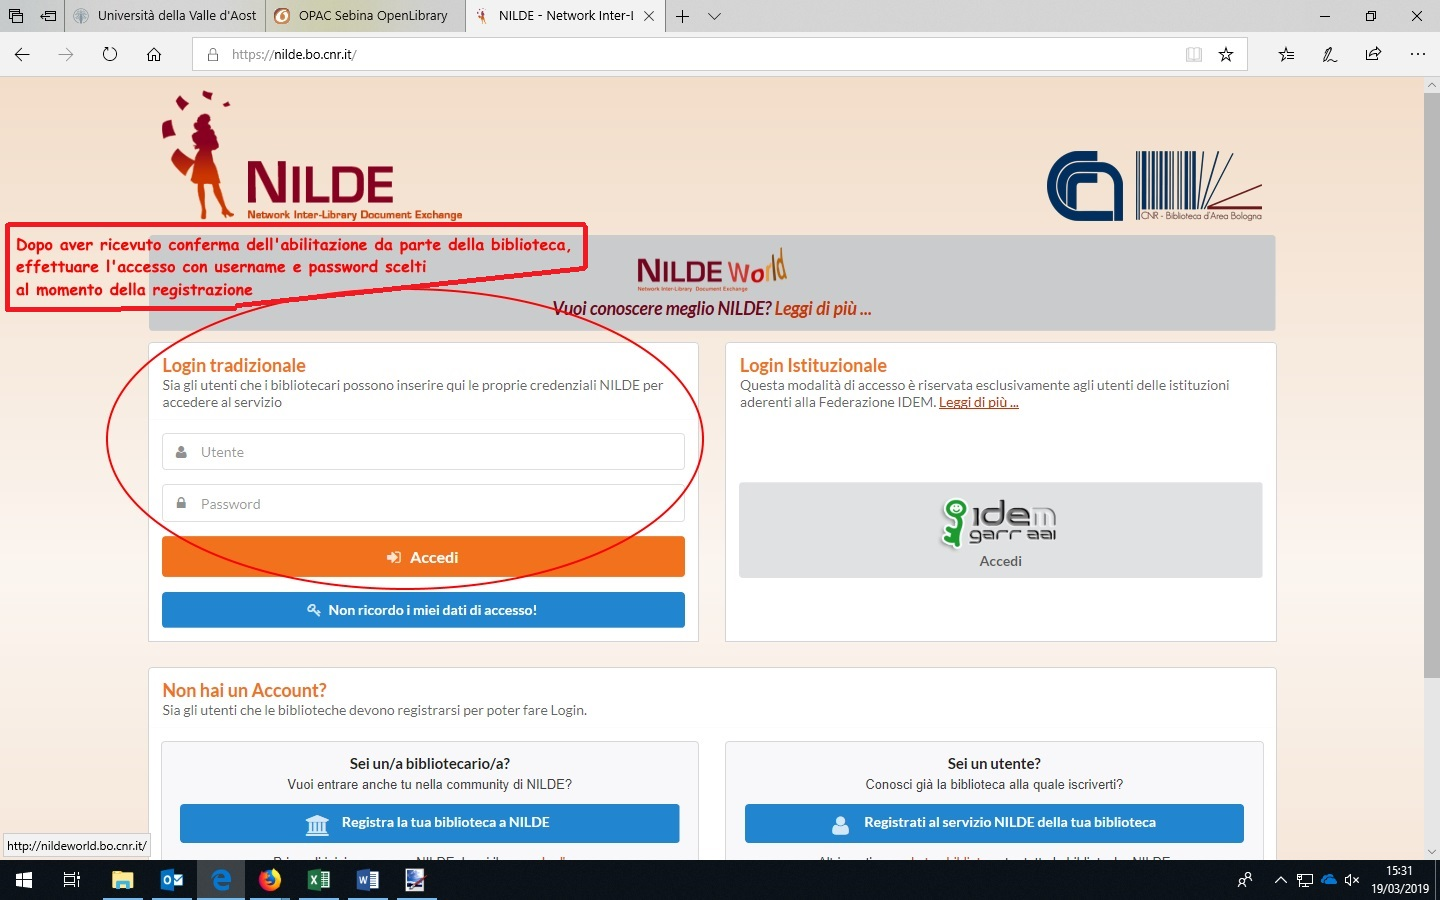 Università della Valle d'Aost
OPAC Sebina OpenLibrary
NILDE - Network Inter-l
https://nilde.bo.cnr.it/
NILDE
Network Inter-Library Document Exchange
CNR - Biblioteca d'Area Bologna
Dopo aver ricevuto conferma dell'abilitazione da parte della biblioteca,
effettuare l'accesso con username e password scelti
al momento della registrazione
NILDE World
Network Inter-Library Document Exchange
Vuoi conoscere meglio NILDE? Leggi di più ...
Login tradizionale
Sia gli utenti che i bibliotecari possono inserire qui le proprie credenziali NILDE per
accedere al servizio
Utente
Password
Accedi
Non ricordo i miei dati di accesso!
Login Istituzionale
Questa modalità di accesso è riservata esclusivamente agli utenti delle istituzioni
aderenti alla Federazione IDEM. Leggi di più ...
idem
garr aai
Accedi
Non hai un Account?
Sia gli utenti che le biblioteche devono registrarsi per poter fare Login.
Sei un/a bibliotecario/a?
Vuoi entrare anche tu nella community di NILDE?
Registra la tua biblioteca a NILDE
Sei un utente?
Conosci già la biblioteca alla quale iscriverti?
Registrati al servizio NILDE della tua biblioteca
http://nildeworld.bo.cnr.it/
15:31
19/03/2019